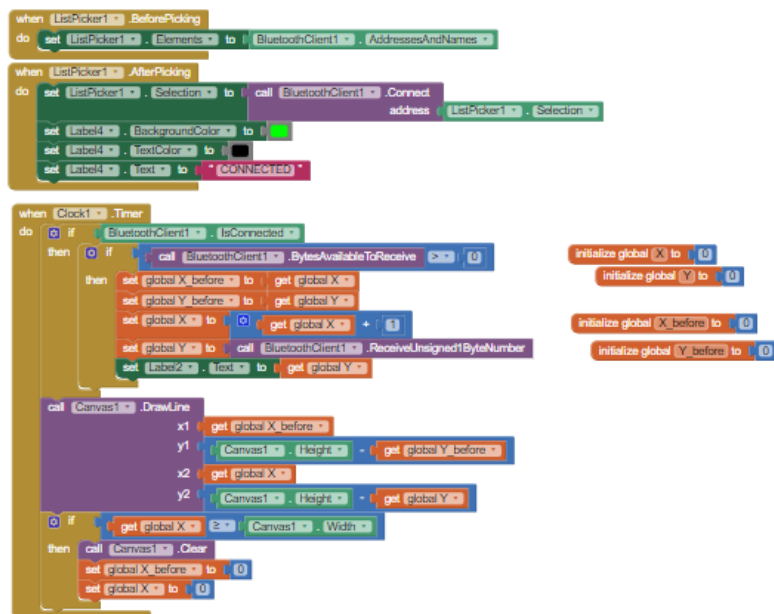 when ListPicker1 .BeforePicking
do set ListPicker1 . Elements to BluetoothClient1 . AddressesAndNames
when ListPicker1 .AfterPicking
do set ListPicker1 . Selection to call BluetoothClient1 .Connect
address ListPicker1 . Selection
set Label4 . BackgroundColor to
set Label4 . TextColor to
set Label4 . Text to " CONNECTED "
when Clock1 .Timer
do if BluetoothClient1 . IsConnected
then if call BluetoothClient1 .BytesAvailableToReceive > 0
then set global X_before to get global X
set global Y_before to get global Y
set global X to get global X + 1
set global Y to call BluetoothClient1 .ReceiveUnsigned1ByteNumber
set Label2 . Text to get global Y
call Canvas1 .DrawLine
x1 get global X_before
y1 Canvas1 . Height - get global Y_before
x2 get global X
y2 Canvas1 . Height - get global Y
if get global X ≥ Canvas1 . Width
then call Canvas1 .Clear
set global X_before to 0
set global X to 0
initialize global X to 0
initialize global Y to 0
initialize global X_before to 0
initialize global Y_before to 0